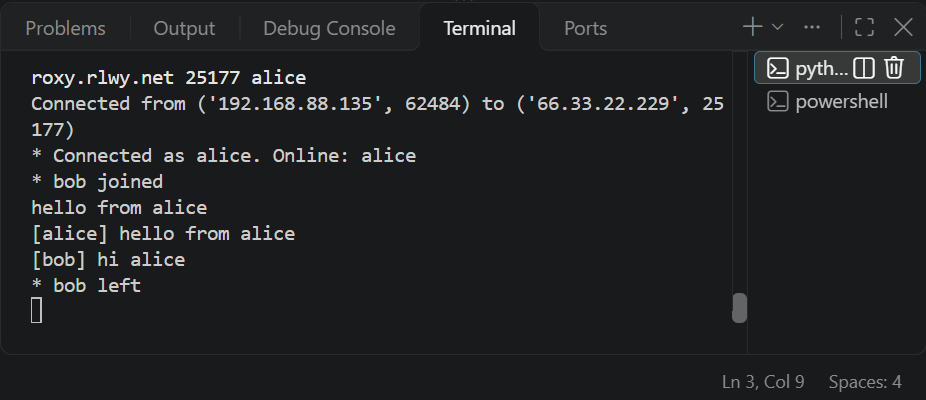 Problems Output Debug Console Terminal Ports
roxy.rlwy.net 25177 alice
Connected from ('192.168.88.135', 62484) to ('66.33.22.229', 25
177)
* Connected as alice. Online: alice
* bob joined
hello from alice
[alice] hello from alice
[bob] hi alice
* bob left
pyth...
powershell
Ln 3, Col 9 Spaces: 4